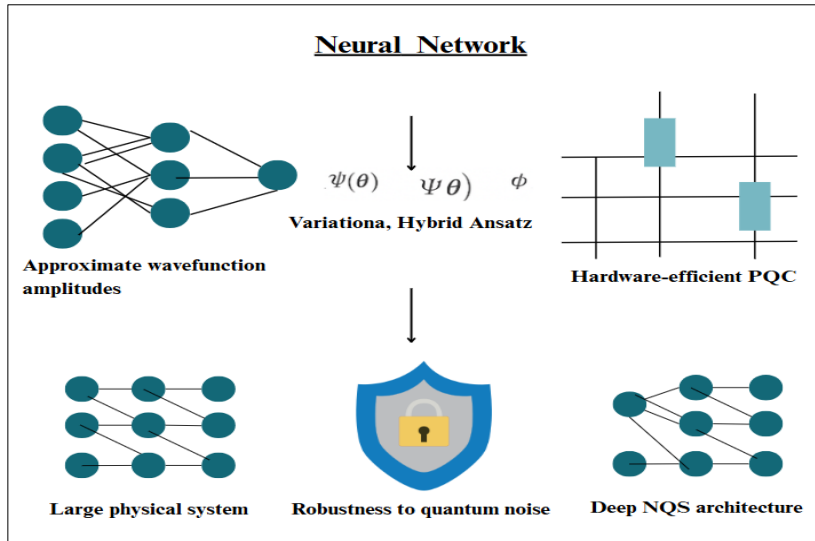 Neural Network
ψ(θ) Ψθ) ϕ
Variationa, Hybrid Ansatz
Approximate wavefunction
amplitudes
Hardware-efficient PQC
Large physical system
Robustness to quantum noise
Deep NQS architecture